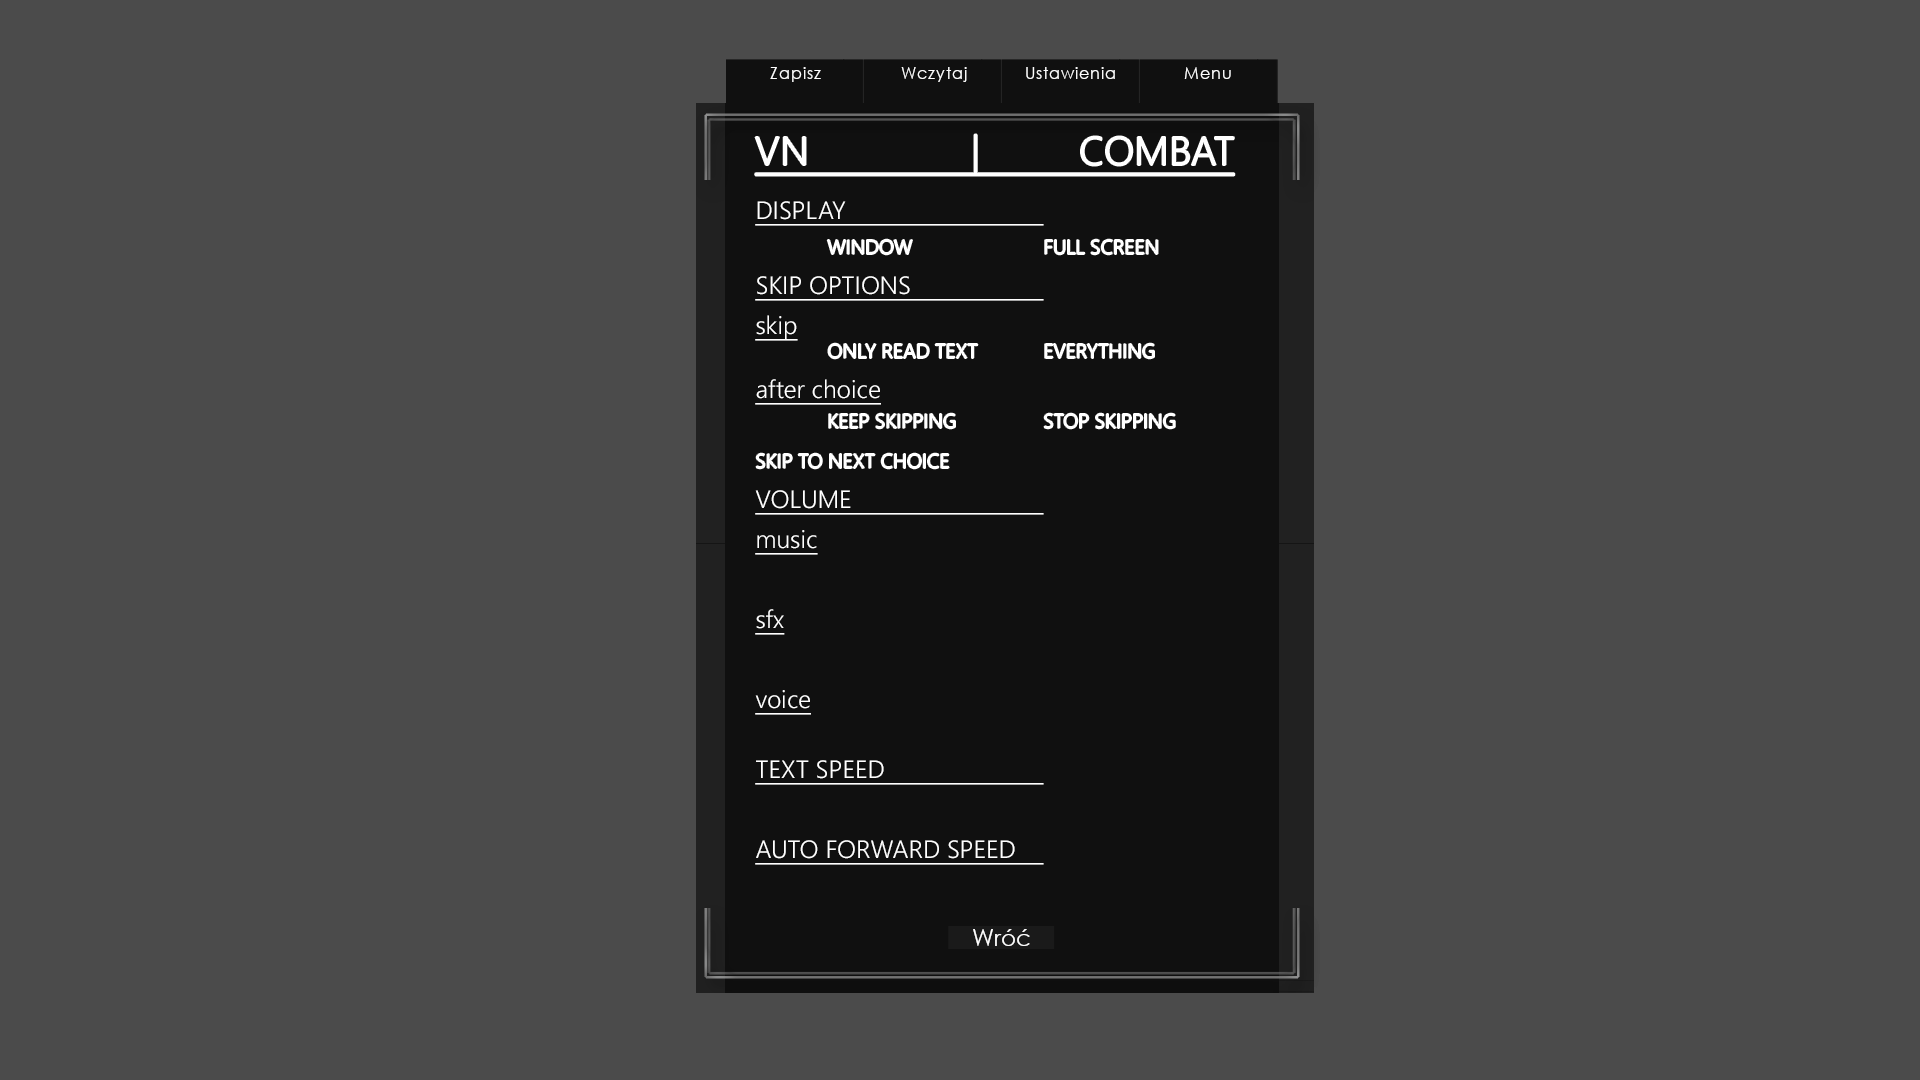 Zapisz Wczytaj Ustawienia Menu
VN | COMBAT
DISPLAY
WINDOW FULL SCREEN
SKIP OPTIONS
skip
ONLY READ TEXT EVERYTHING
after choice
KEEP SKIPPING STOP SKIPPING
SKIP TO NEXT CHOICE
VOLUME
music
sfx
voice
TEXT SPEED
AUTO FORWARD SPEED
Wróć